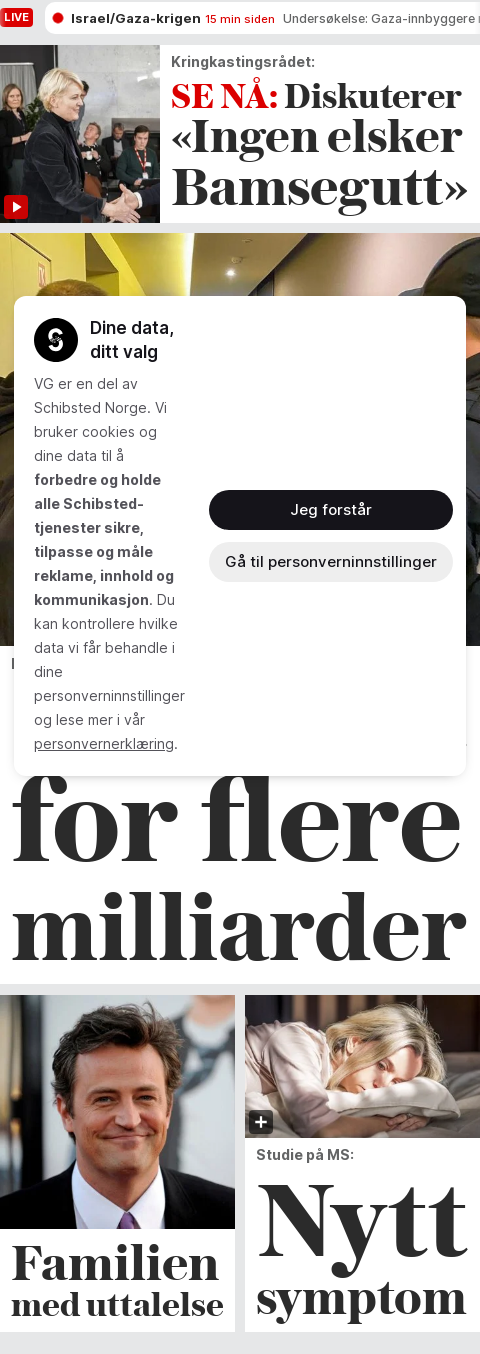 LIVE
Israel/Gaza-krigen 15 min siden Undersøkelse: Gaza-innbyggere
Kringkastingsrådet:
SE NÅ: Diskuterer
«Ingen elsker
Bamsegutt»
Dine data,
ditt valg
VG er en del av
Schibsted Norge. Vi
bruker cookies og
dine data til å
forbedre og holde
alle Schibsted-
tjenester sikre,
tilpasse og måle
reklame, innhold og
kommunikasjon. Du
kan kontrollere hvilke
data vi får behandle i
dine
personverninnstillinger
og lese mer i vår
personvernerklæring.
Jeg forstår
Gå til personverninnstillinger
for flere
milliarder
Familien
med uttalelse
Studie på MS:
Nytt
symptom